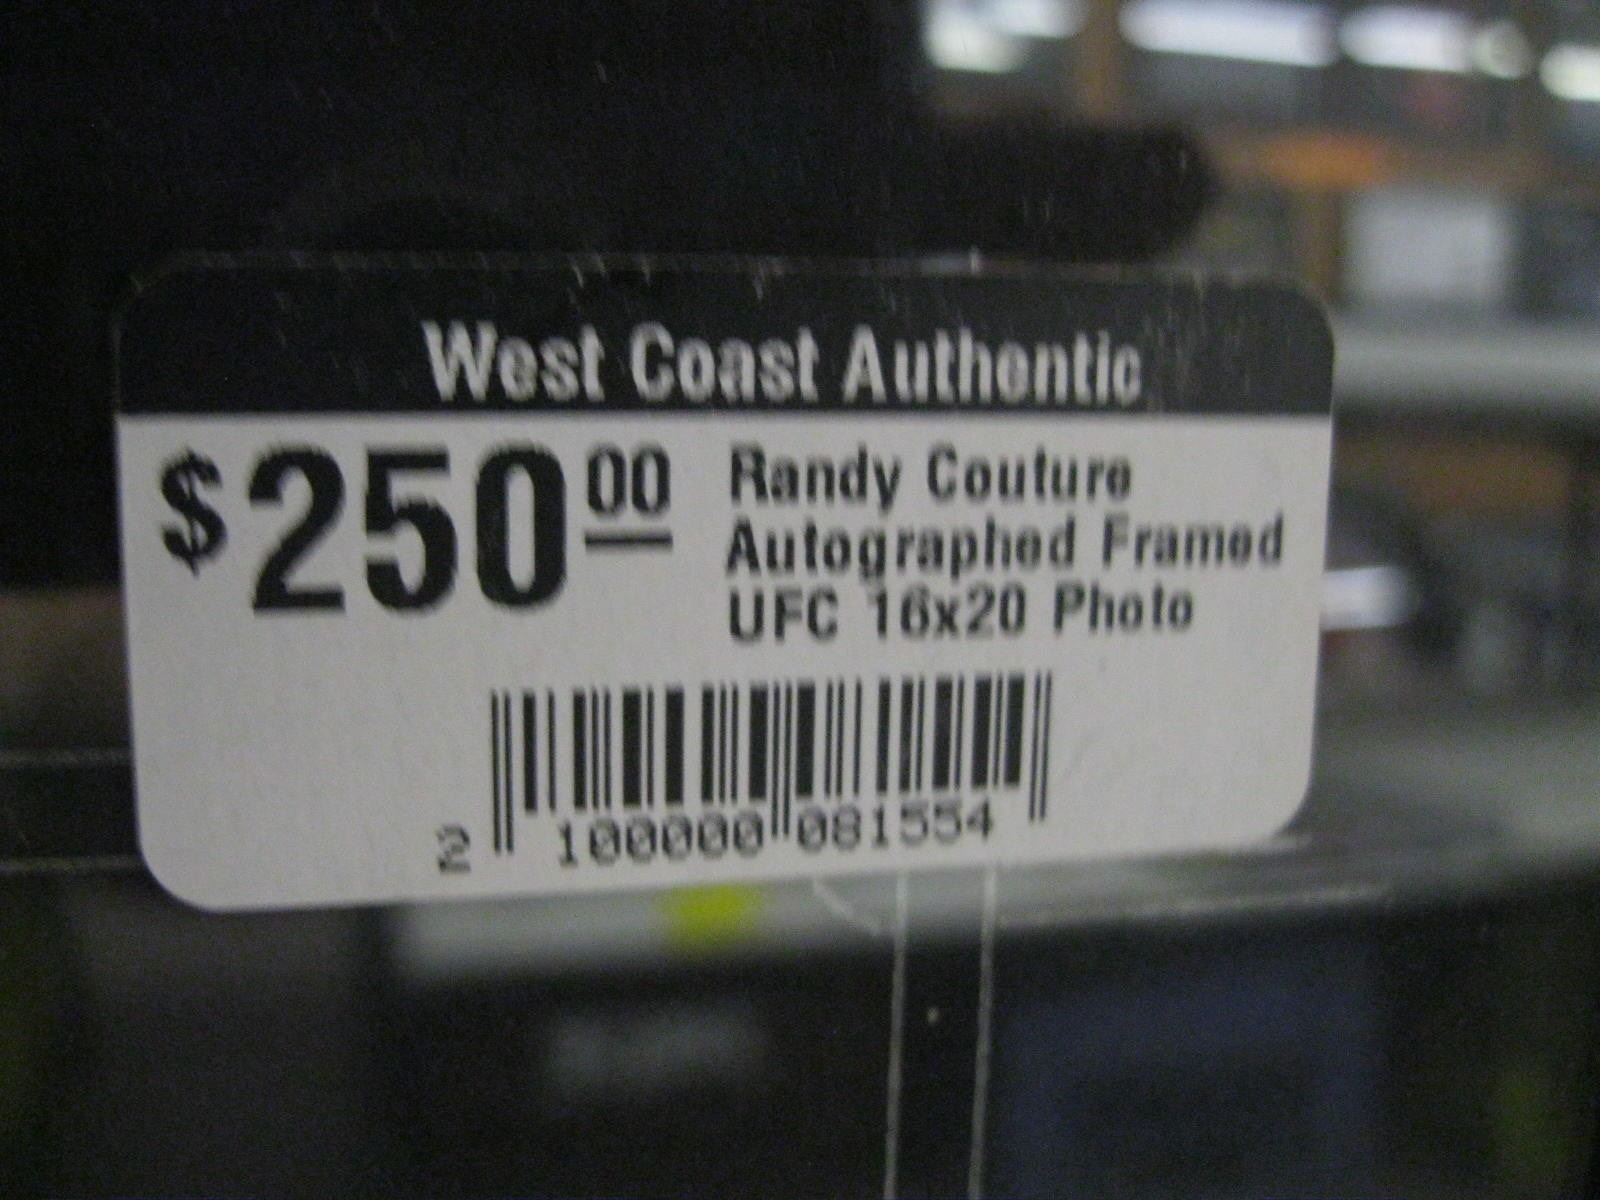 West Coast Authentic
$250.00
Randy Couture
Autographed Framed
UFC 16x20 Photo
2 100000 081554